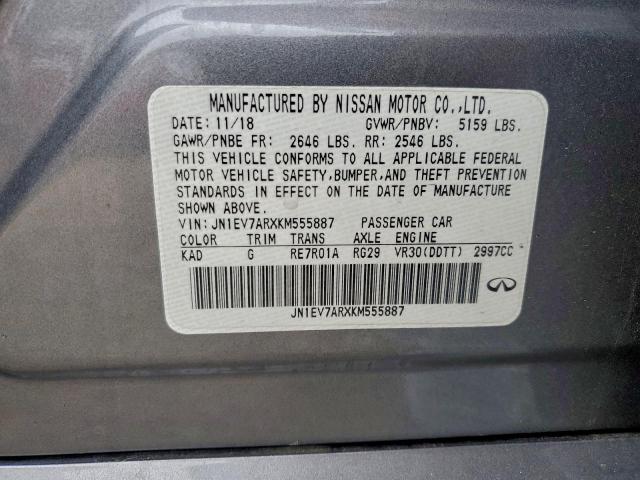 MANUFACTURED BY NISSAN MOTOR CO.,LTD.
DATE: 11/18 GVWR/PNBV: 5159 LBS.
GAWR/PNBE FR: 2646 LBS. RR: 2546 LBS.
THIS VEHICLE CONFORMS TO ALL APPLICABLE FEDERAL
MOTOR VEHICLE SAFETY,BUMPER,AND THEFT PREVENTION
STANDARDS IN EFFECT ON THE DATE OF MANUFACTURE
SHOWN ABOVE.
VIN: JN1EV7ARXKM555887 PASSENGER CAR
COLOR TRIM TRANS AXLE ENGINE
KAD G RE7R01A RG29 VR30(DDTT) 2997CC
JN1EV7ARXKM555887